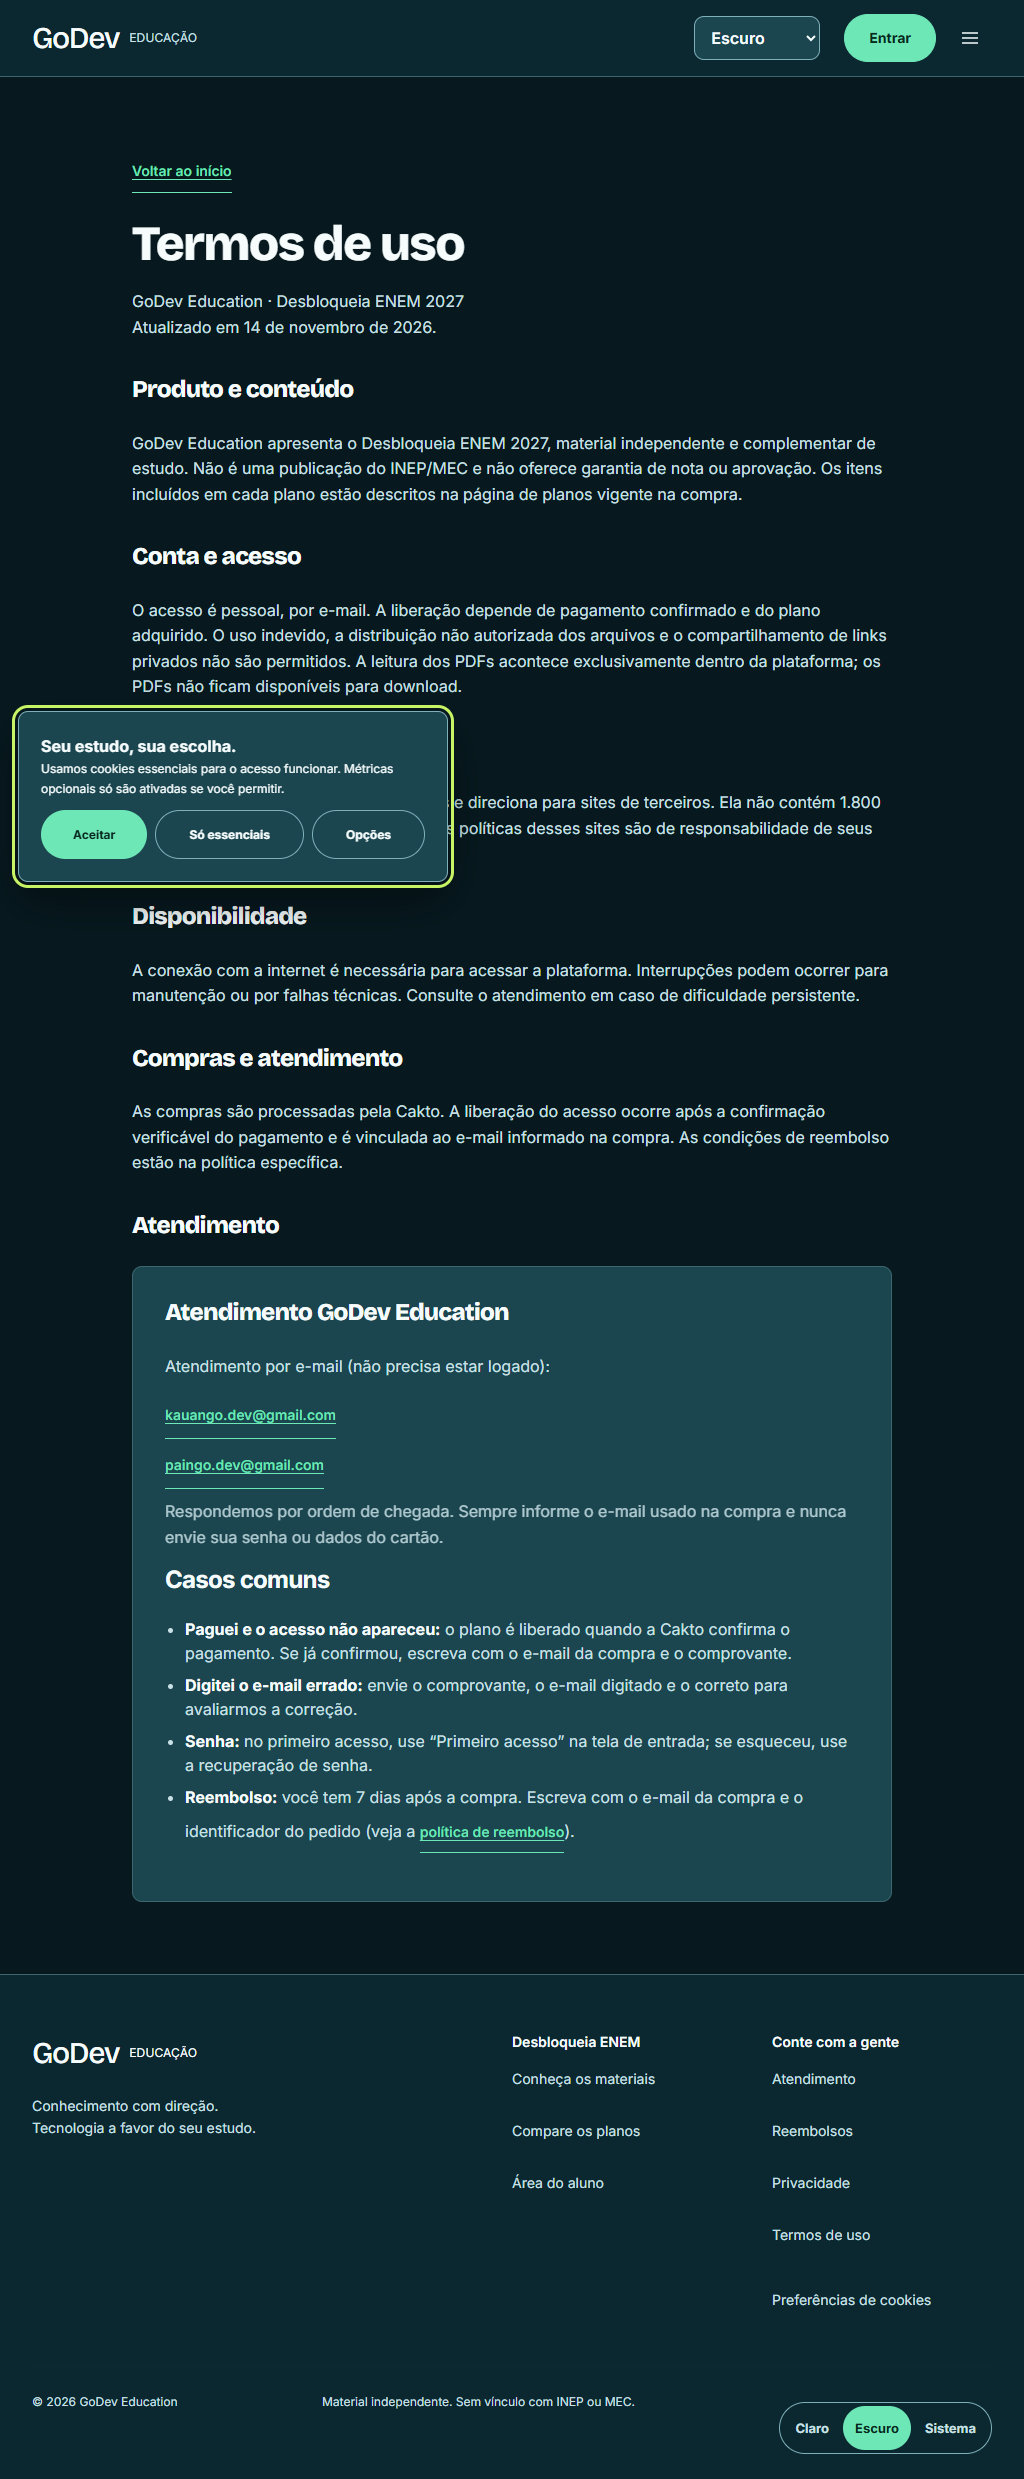 GoDev EDUCAÇÃO
Escuro
Entrar
Voltar ao início
Termos de uso
GoDev Education · Desbloqueia ENEM 2027
Atualizado em 14 de novembro de 2026.
Produto e conteúdo
GoDev Education apresenta o Desbloqueia ENEM 2027, material independente e complementar de
estudo. Não é uma publicação do INEP/MEC e não oferece garantia de nota ou aprovação. Os itens
incluídos em cada plano estão descritos na página de planos vigente na compra.
Conta e acesso
O acesso é pessoal, por e-mail. A liberação depende de pagamento confirmado e do plano
adquirido. O uso indevido, a distribuição não autorizada dos arquivos e o compartilhamento de links
privados não são permitidos. A leitura dos PDFs acontece exclusivamente dentro da plataforma; os
PDFs não ficam disponíveis para download.
Seu estudo, sua escolha.
Usamos cookies essenciais para o acesso funcionar. Métricas
opcionais só são ativadas se você permitir.
Aceitar
Só essenciais
Opções
e direciona para sites de terceiros. Ela não contém 1.800
políticas desses sites são de responsabilidade de seus
Disponibilidade
A conexão com a internet é necessária para acessar a plataforma. Interrupções podem ocorrer para
manutenção ou por falhas técnicas. Consulte o atendimento em caso de dificuldade persistente.
Compras e atendimento
As compras são processadas pela Cakto. A liberação do acesso ocorre após a confirmação
verificável do pagamento e é vinculada ao e-mail informado na compra. As condições de reembolso
estão na política específica.
Atendimento
Atendimento GoDev Education
Atendimento por e-mail (não precisa estar logado):
kauango.dev@gmail.com
paingo.dev@gmail.com
Respondemos por ordem de chegada. Sempre informe o e-mail usado na compra e nunca
envie sua senha ou dados do cartão.
Casos comuns
• Paguei e o acesso não apareceu: o plano é liberado quando a Cakto confirma o
pagamento. Se já confirmou, escreva com o e-mail da compra e o comprovante.
• Digitei o e-mail errado: envie o comprovante, o e-mail digitado e o correto para
avaliarmos a correção.
• Senha: no primeiro acesso, use “Primeiro acesso” na tela de entrada; se esqueceu, use
a recuperação de senha.
• Reembolso: você tem 7 dias após a compra. Escreva com o e-mail da compra e o
identificador do pedido (veja a política de reembolso).
GoDev EDUCAÇÃO
Conhecimento com direção.
Tecnologia a favor do seu estudo.
Desbloqueia ENEM
Conheça os materiais
Compare os planos
Área do aluno
Conte com a gente
Atendimento
Reembolsos
Privacidade
Termos de uso
Preferências de cookies
© 2026 GoDev Education
Material independente. Sem vínculo com INEP ou MEC.
Claro
Escuro
Sistema